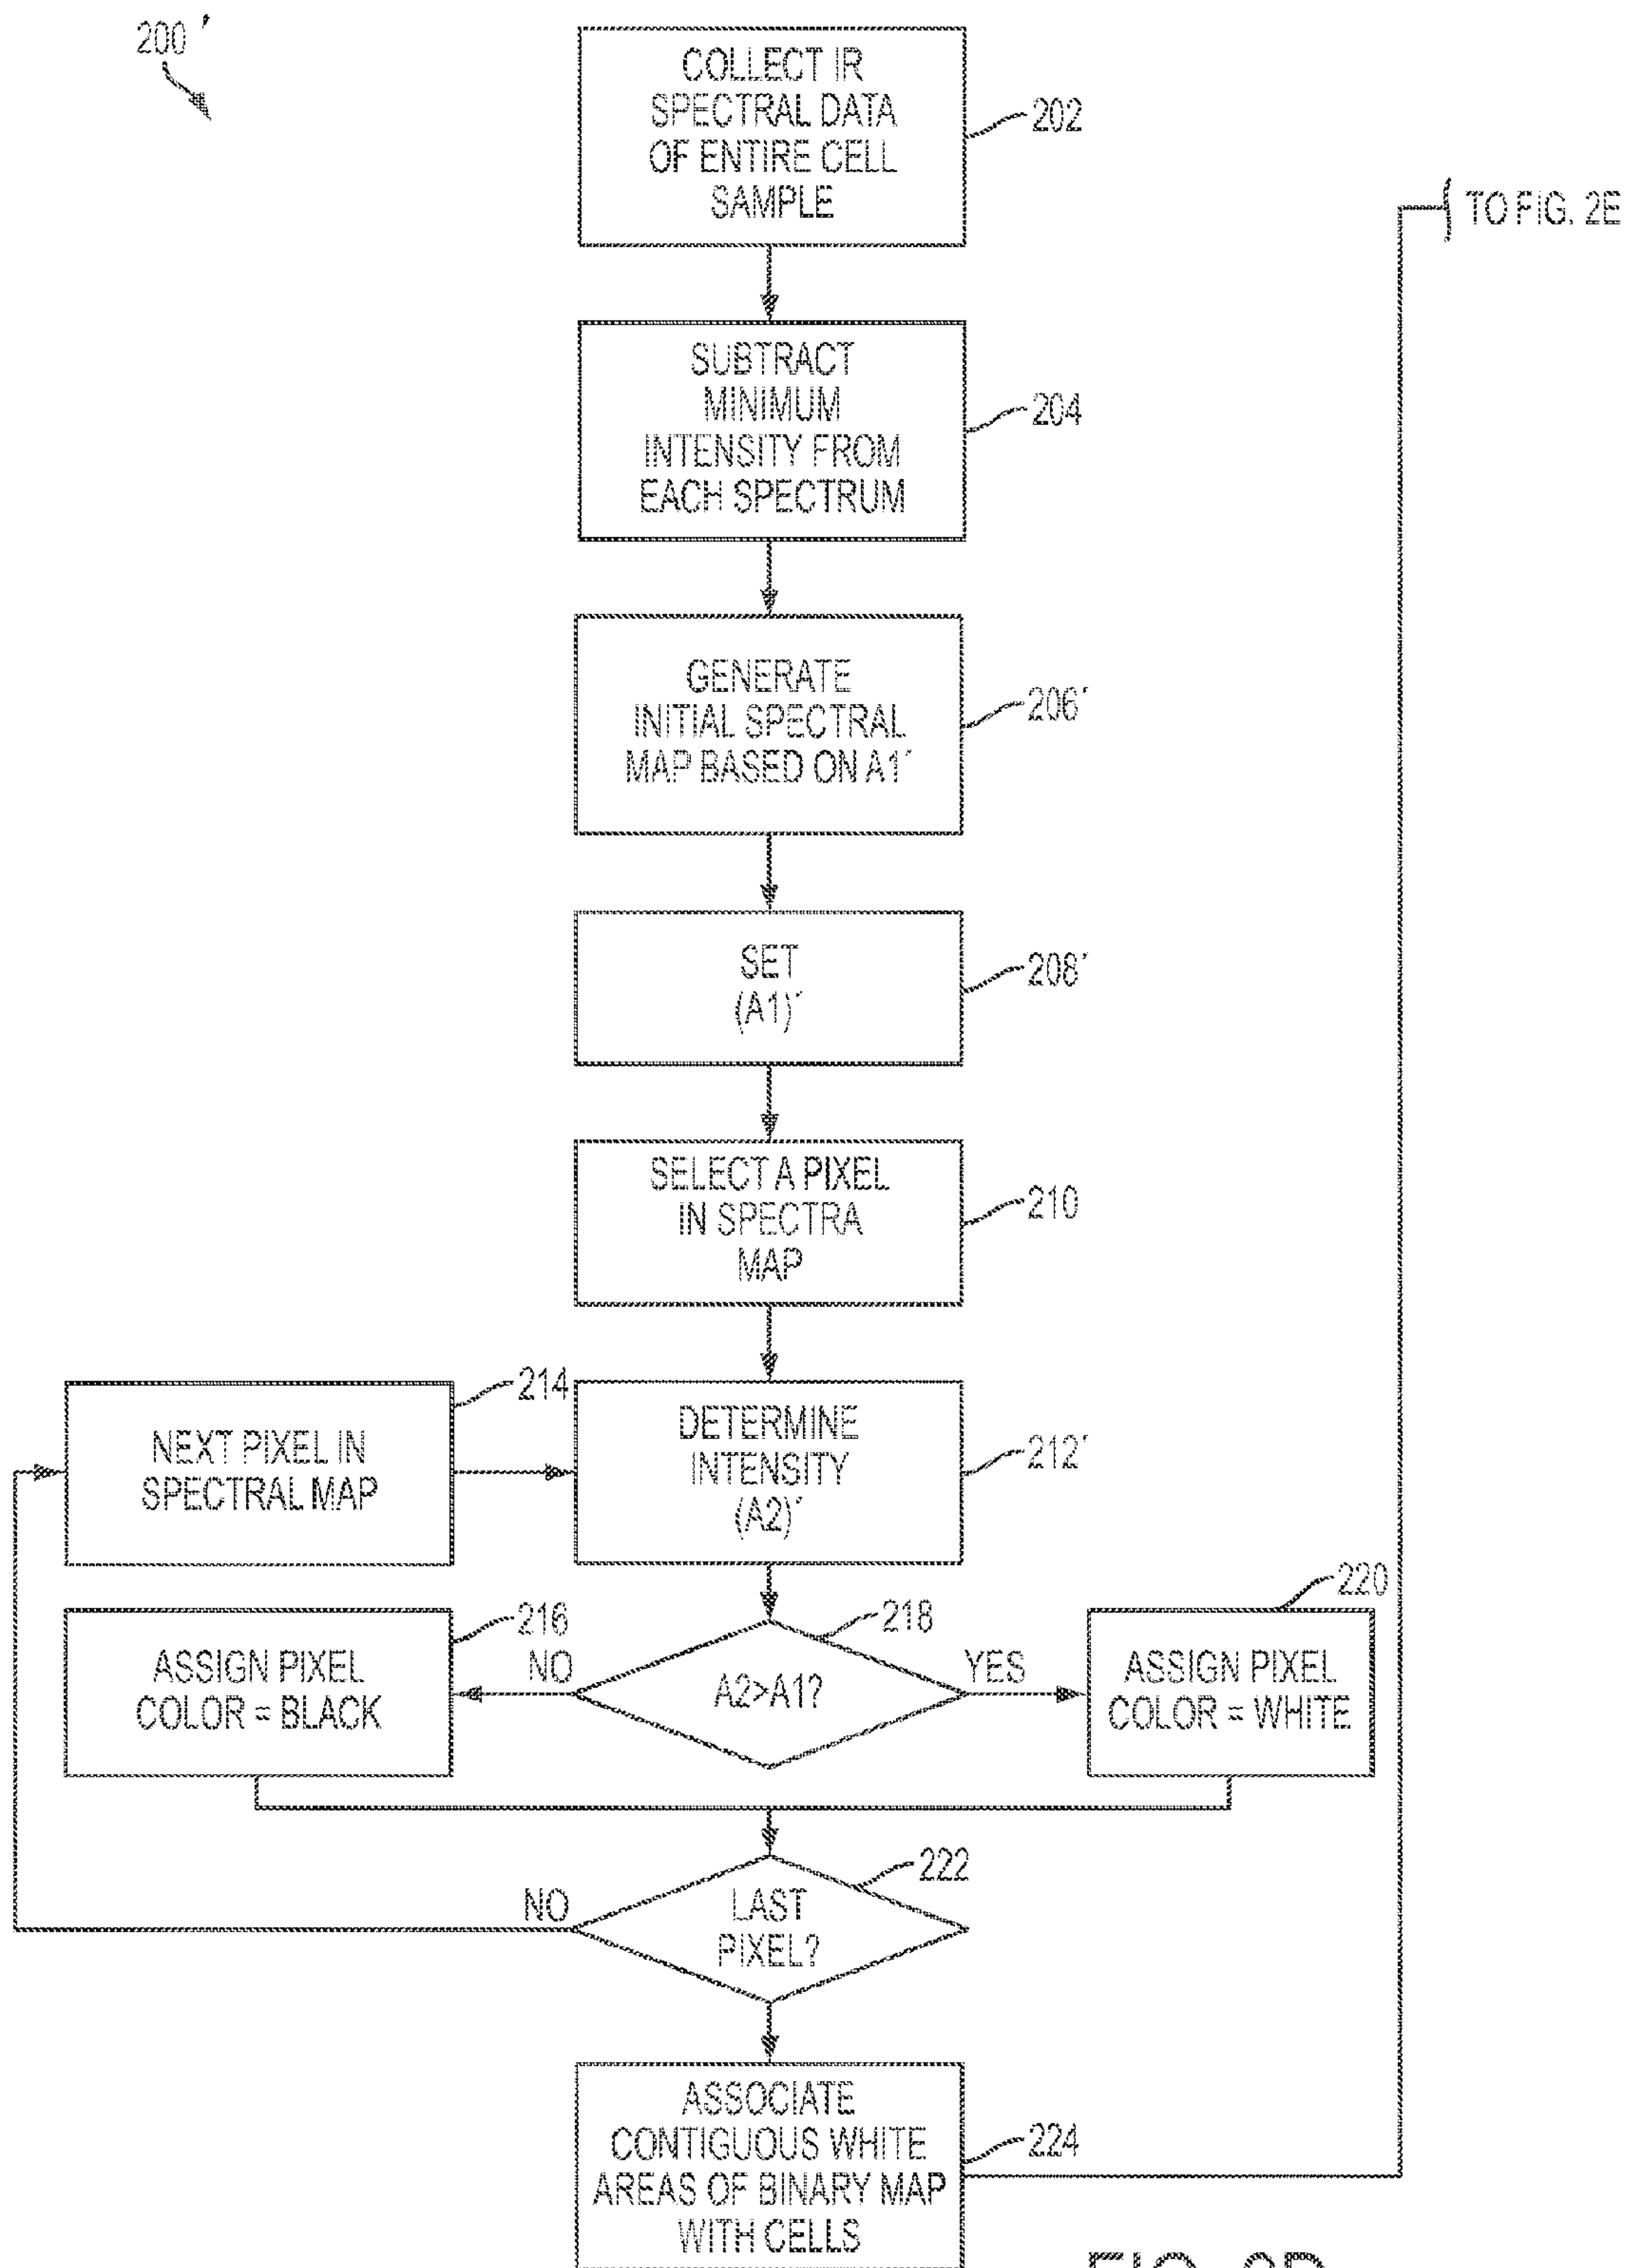 200 '
COLLECT IR
SPECTRAL DATA
OF ENTIRE CELL
SAMPLE
202
TO FIG. 2E
SUBTRACT
MINIMUM
INTENSITY FROM
EACH SPECTRUM
204
GENERATE
INITIAL SPECTRAL
MAP BASED ON A1'
206'
SET
(A1)'
208'
SELECT A PIXEL
IN SPECTRA
MAP
210
214
NEXT PIXEL IN
SPECTRAL MAP
DETERMINE
INTENSITY
(A2)'
212'
216
ASSIGN PIXEL
COLOR = BLACK
NO
218
A2>A1?
YES
220
ASSIGN PIXEL
COLOR = WHITE
222
NO
LAST
PIXEL?
ASSOCIATE
CONTIGUOUS WHITE
AREAS OF BINARY MAP
WITH CELLS
224